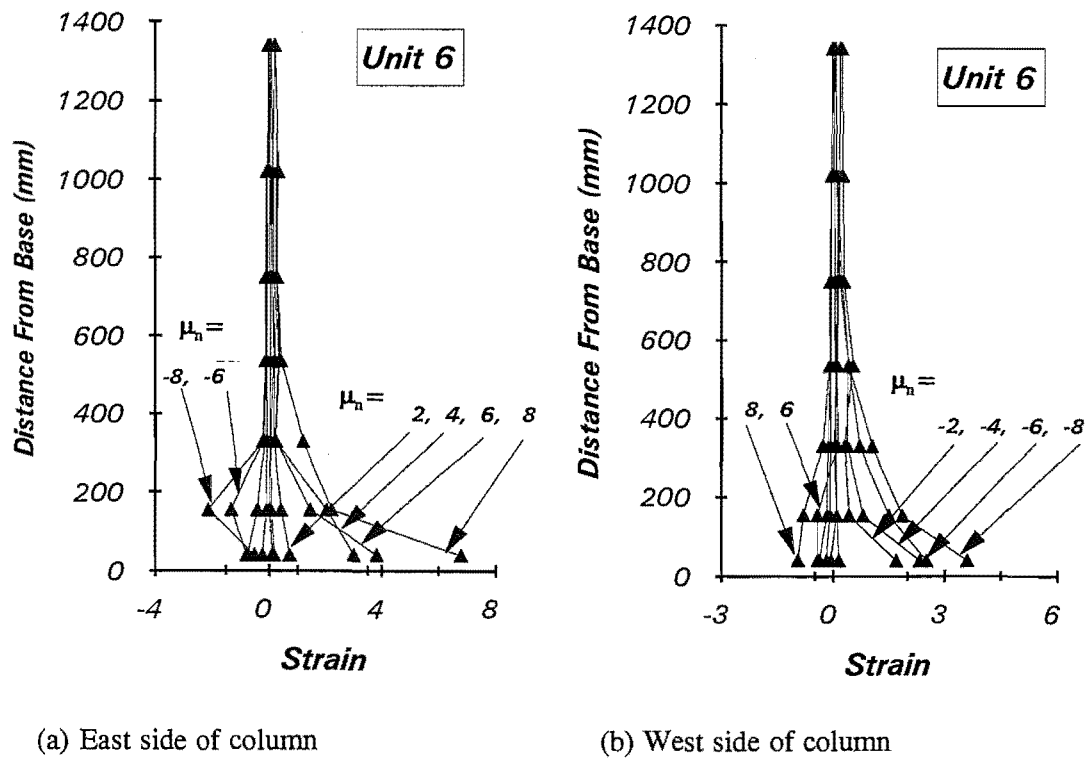 Unit 6
Distance From Base (mm)
1400
1200
1000
800
600
400
200
0
μn=
-8, -6
μn=
2, 4, 6, 8
-4
0
4
8
Strain
(a) East side of column
Unit 6
Distance From Base (mm)
1400
1200
1000
800
600
400
200
0
μn=
8, 6
-2, -4, -6, -8
-3
0
3
6
Strain
(b) West side of column